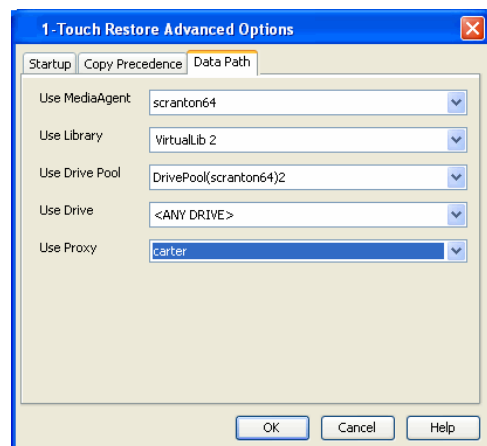 1-Touch Restore Advanced Options
Startup Copy Precedence Data Path
Use MediaAgent scranton64
Use Library VirtualLib 2
Use Drive Pool DrivePool(scranton64)2
Use Drive <ANY DRIVE>
Use Proxy carter
OK Cancel Help